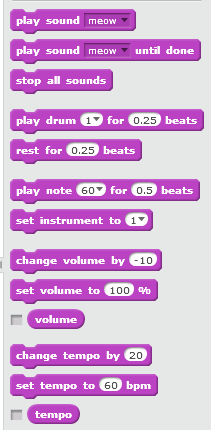 play sound meow
play sound meow until done
stop all sounds
play drum 1 for 0.25 beats
rest for 0.25 beats
play note 60 for 0.5 beats
set instrument to 1
change volume by -10
set volume to 100 %
volume
change tempo by 20
set tempo to 60 bpm
tempo